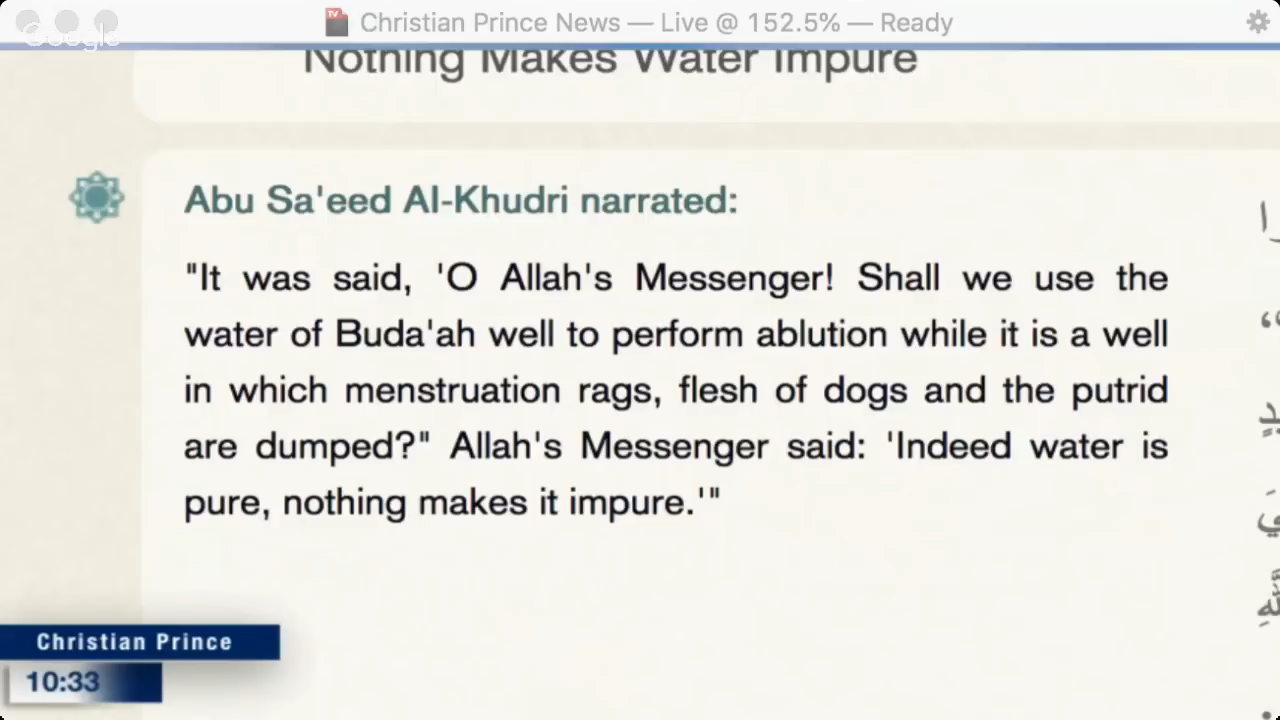 Google
Christian Prince News — Live @ 152.5% — Ready
Nothing Makes Water Impure
Abu Sa'eed Al-Khudri narrated:
"It was said, 'O Allah's Messenger! Shall we use the
water of Buda'ah well to perform ablution while it is a well
in which menstruation rags, flesh of dogs and the putrid
are dumped?" Allah's Messenger said: 'Indeed water is
pure, nothing makes it impure.'"
Christian Prince
10:33